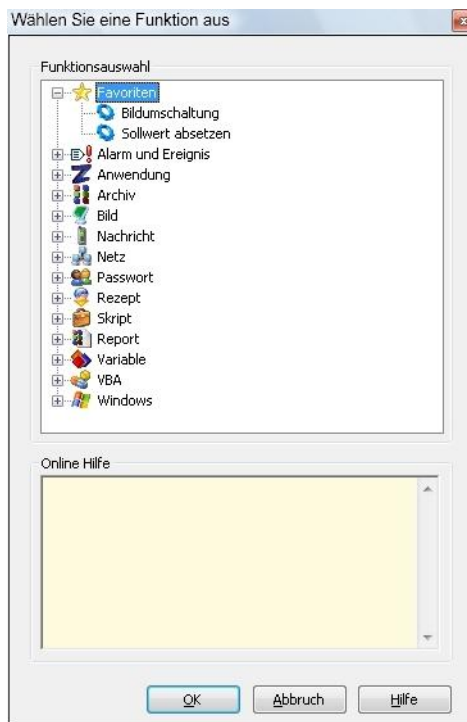 Wählen Sie eine Funktion aus
Funktionsauswahl
Favoriten
Bildumschaltung
Sollwert absetzen
Alarm und Ereignis
Anwendung
Archiv
Bild
Nachricht
Netz
Passwort
Rezept
Skript
Report
Variable
VBA
Windows
Online Hilfe
OK Abbruch Hilfe